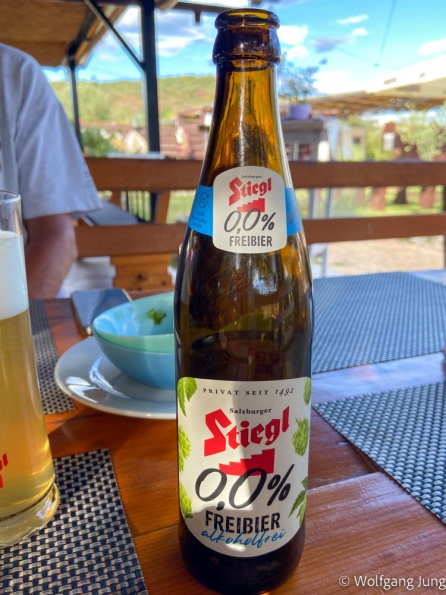 Salzburger
Stiegl
0,0%
FREIBIER
PRIVAT SEIT 1492
Salzburger
Stiegl
0,0%
FREIBIER
alkoholfrei
© Wolfgang Jung